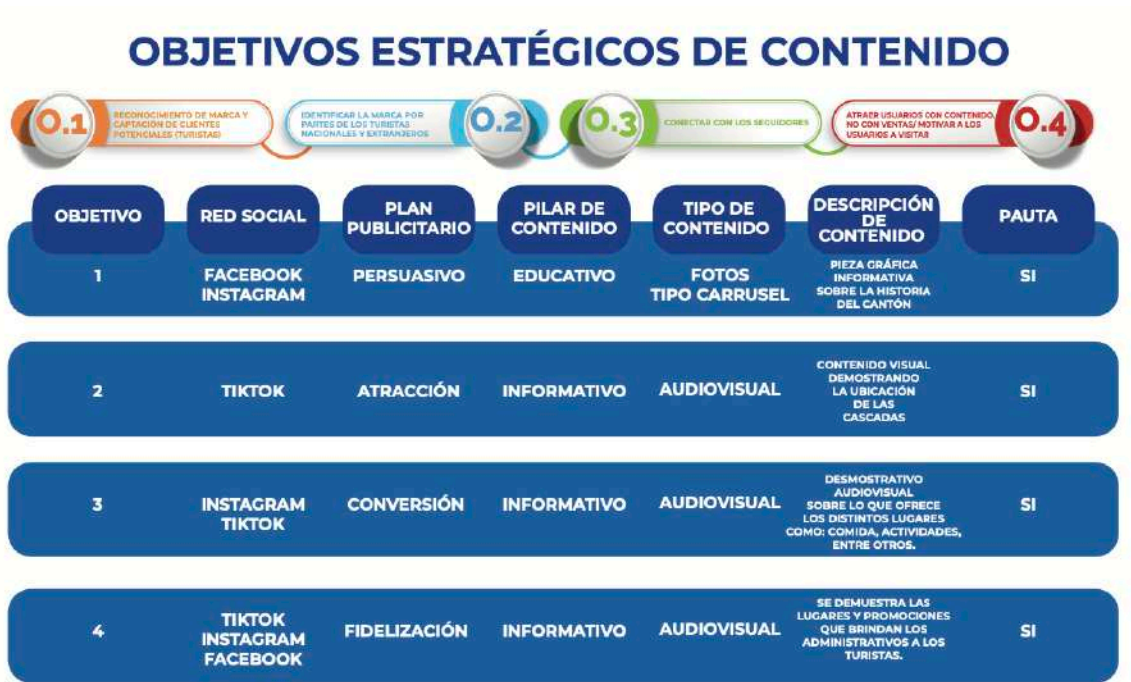 OBJETIVOS ESTRATÉGICOS DE CONTENIDO
O.1
RECONOCIMIENTO DE MARCA Y
CAPTACIÓN DE CLIENTES
POTENCIALES (TURISTAS)
IDENTIFICAR LA MARCA POR
PARTES DE LOS TURISTAS
NACIONALES Y EXTRANJEROS
O.2
O.3
CONECTAR CON LOS SEGUIDORES
ATRAER USUARIOS CON CONTENIDO,
NO CON VENTAS/ MOTIVAR A LOS
USUARIOS A VISITAR
O.4
OBJETIVO
RED SOCIAL
PLAN
PUBLICITARIO
PILAR DE
CONTENIDO
TIPO DE
CONTENIDO
DESCRIPCIÓN
DE
CONTENIDO
PAUTA
1
FACEBOOK
INSTAGRAM
PERSUASIVO
EDUCATIVO
FOTOS
TIPO CARRUSEL
PIEZA GRÁFICA
INFORMATIVA
SOBRE LA HISTORIA
DEL CANTÓN
SI
2
TIKTOK
ATRACCIÓN
INFORMATIVO
AUDIOVISUAL
CONTENIDO VISUAL
DEMOSTRANDO
LA UBICACIÓN
DE LAS
CASCADAS
SI
3
INSTAGRAM
TIKTOK
CONVERSIÓN
INFORMATIVO
AUDIOVISUAL
DESMOSTRATIVO
AUDIOVISUAL
SOBRE LO QUE OFRECE
LOS DISTINTOS LUGARES
COMO: COMIDA, ACTIVIDADES,
ENTRE OTROS.
SI
4
TIKTOK
INSTAGRAM
FACEBOOK
FIDELIZACIÓN
INFORMATIVO
AUDIOVISUAL
SE DEMUESTRA LAS
LUGARES Y PROMOCIONES
QUE BRINDAN LOS
ADMINISTRATIVOS A LOS
TURISTAS.
SI